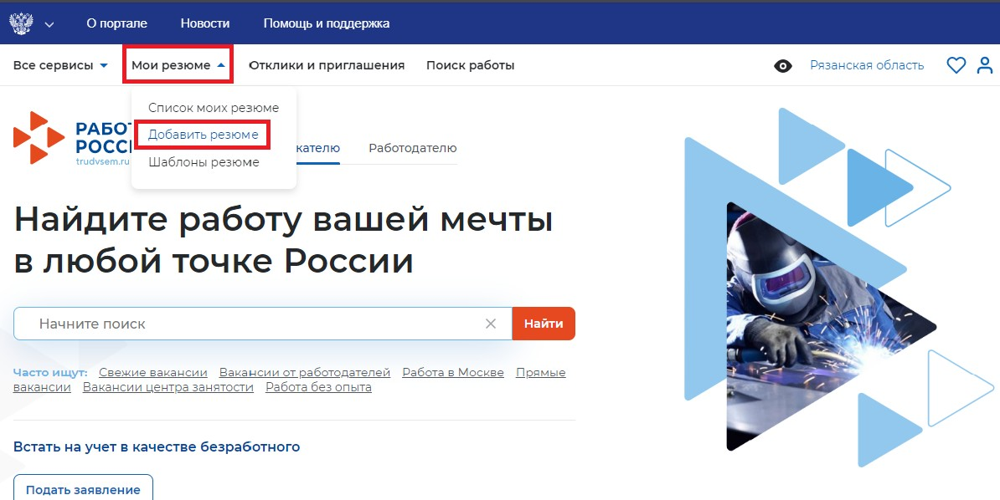 О портале Новости Помощь и поддержка
Все сервисы Мои резюме Отклики и приглашения Поиск работы Рязанская область
Список моих резюме
Добавить резюме
Шаблоны резюме
РАБОТ
РОССИ
trudvsem.ru
кателю Работодателю
Найдите работу вашей мечты
в любой точке России
Начните поиск Найти
Часто ищут: Свежие вакансии Вакансии от работодателей Работа в Москве Прямые
вакансии Вакансии центра занятости Работа без опыта
Встать на учет в качестве безработного
Подать заявление